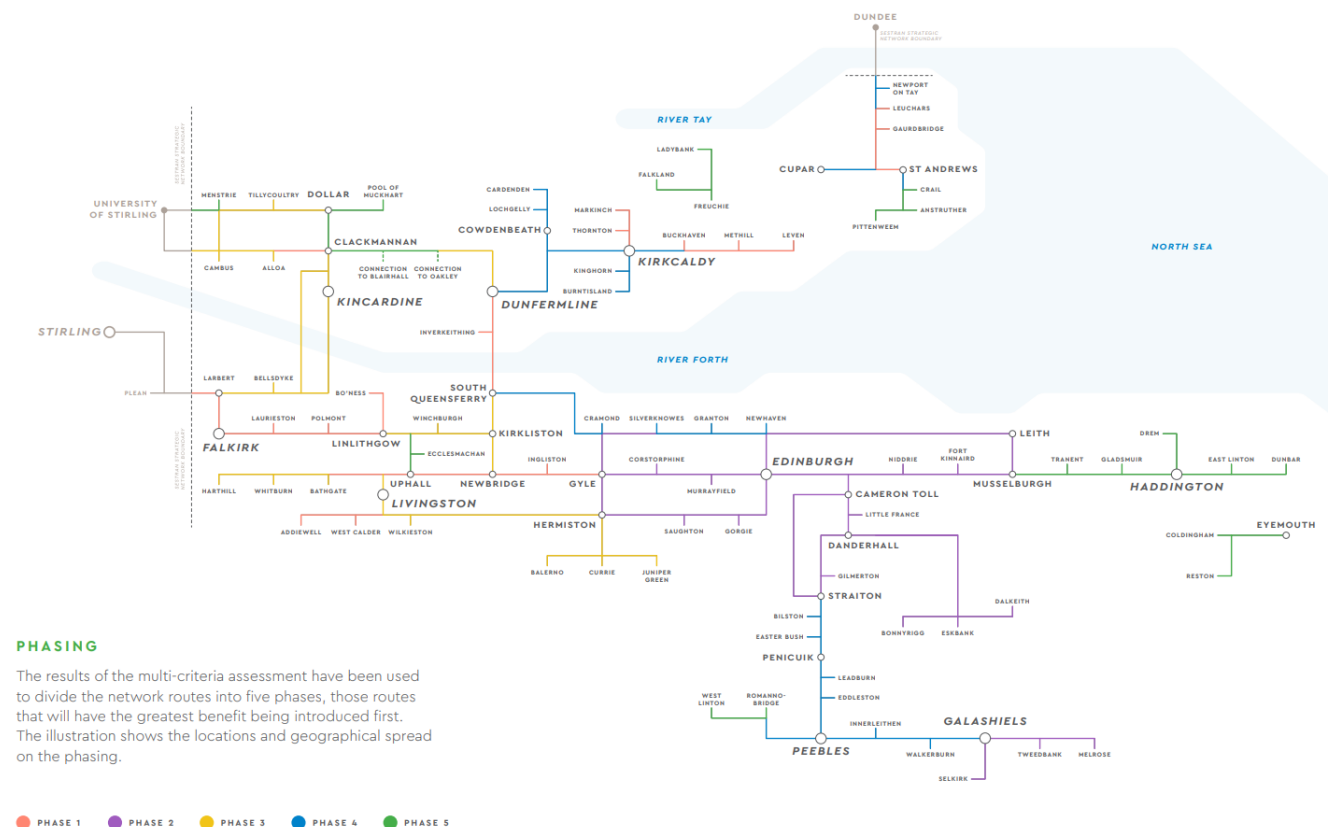 DUNDEE
SESTRAN STRATEGIC
NETWORK BOUNDARY
NEWPORT
ON TAY
LEUCHARS
GAURDBRIDGE
RIVER TAY
LADYBANK
CUPAR
ST ANDREWS
FALKLAND
CRAIL
FREUCHIE
ANSTRUTHER
PITTENWEEM
SESTRAN STRATEGIC
NETWORK BOUNDARY
UNIVERSITY
OF STIRLING
MENSTRIE
TILLYCOULTRY
DOLLAR
POOL OF
MUCKHART
CARDENDEN
LOCHGELLY
COWDENBEATH
MARKINCH
THORNTON
BUCKHAVEN
METHILL
LEVEN
KIRKCALDY
KINGHORN
BURNTISLAND
NORTH SEA
CLACKMANNAN
CAMBUS
ALLOA
CONNECTION
TO BLAIRHALL
CONNECTION
TO OAKLEY
KINCARDINE
DUNFERMLINE
STIRLING
INVERKEITHING
RIVER FORTH
PLEAN
LARBERT
BELLSDYKE
BO'NESS
SOUTH
QUEENSFERRY
LAURIESTON
POLMONT
WINCHBURGH
CRAMOND
SILVERKNOWES
GRANTON
NEWHAVEN
FALKIRK
LINLITHGOW
KIRKLISTON
LEITH
DREM
SESTRAN STRATEGIC
NETWORK BOUNDARY
ECCLESMACHAN
INGLISTON
CORSTORPHINE
EDINBURGH
NIDDRIE
FORT
KINNAIRD
TRANENT
GLADSMUIR
EAST LINTON
DUNBAR
HARTHILL
WHITBURN
BATHGATE
UPHALL
NEWBRIDGE
GYLE
MURRAYFIELD
MUSSELBURGH
HADDINGTON
LIVINGSTON
CAMERON TOLL
ADDIEWELL
WEST CALDER
WILKIESTON
HERMISTON
SAUGHTON
GORGIE
LITTLE FRANCE
DANDERHALL
EYEMOUTH
COLDINGHAM
RESTON
BALERNO
CURRIE
JUNIPER
GREEN
GILMERTON
STRAITON
DALKEITH
BILSTON
BONNYRIGG
ESKBANK
EASTER BUSH
PENICUIK
LEADBURN
EDDLESTON
WEST
LINTON
ROMANNO-
BRIDGE
INNERLEITHEN
GALASHIELS
PEEBLES
WALKERBURN
TWEEDBANK
MELROSE
SELKIRK
PHASING
The results of the multi-criteria assessment have been used
to divide the network routes into five phases, those routes
that will have the greatest benefit being introduced first.
The illustration shows the locations and geographical spread
on the phasing.
PHASE 1
PHASE 2
PHASE 3
PHASE 4
PHASE 5